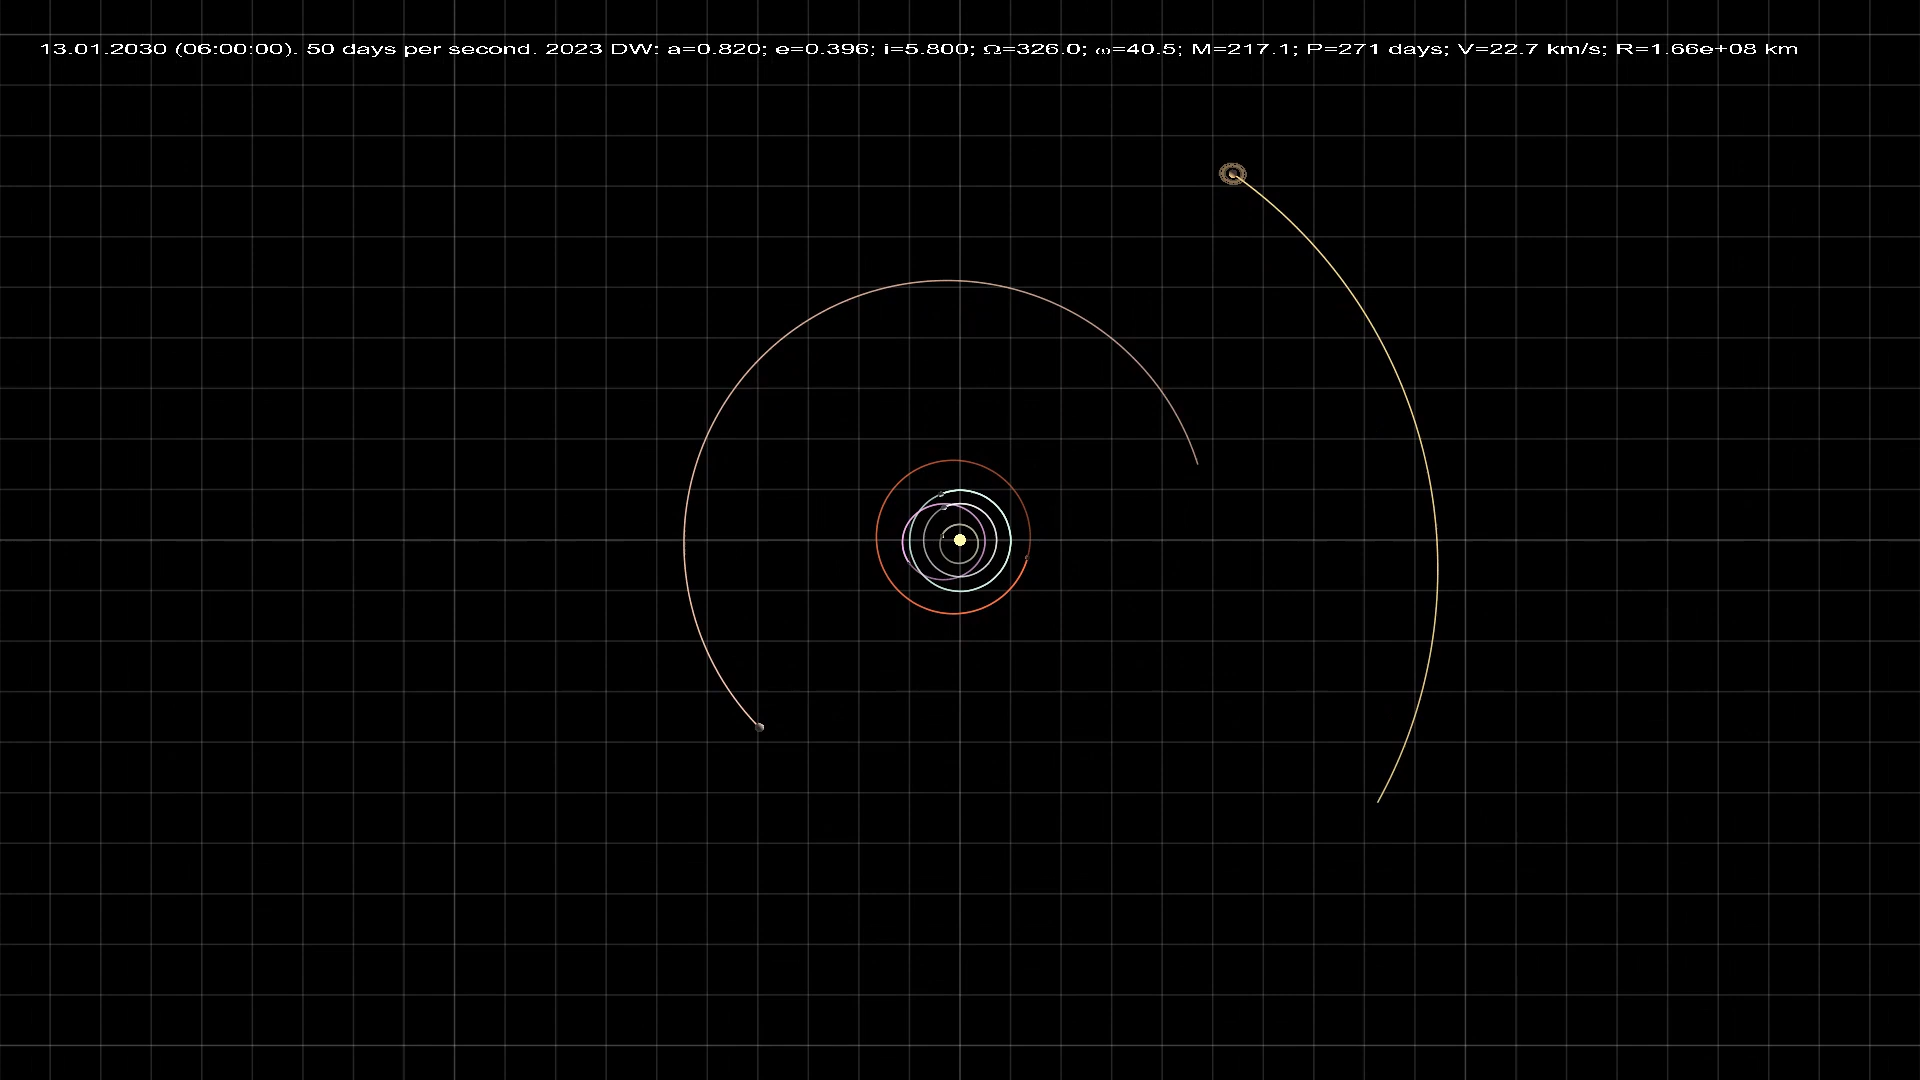 13.01.2030 (06:00:00). 50 days per second. 2023 DW: a=0.820; e=0.396; i=5.800; Ω=326.0; ω=40.5; M=217.1; P=271 days; V=22.7 km/s; R=1.66e+08 km